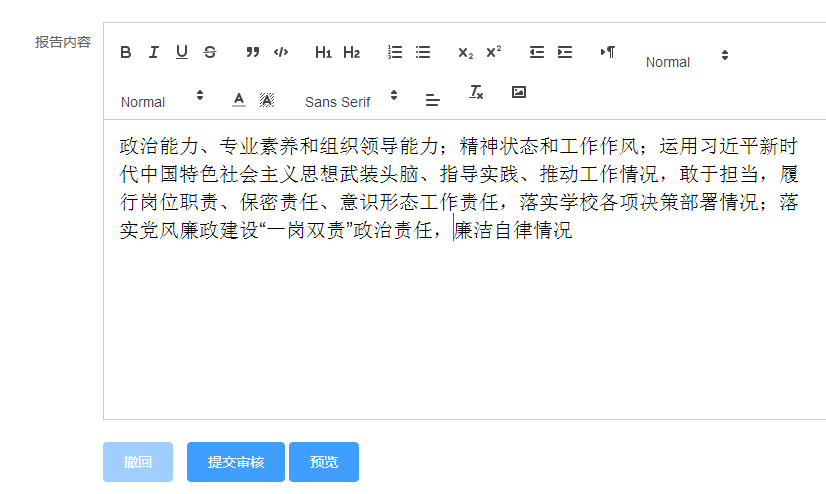 报告内容
B I U S ” </> H1 H2 x₂ x² Normal
Normal A A Sans Serif Tx
政治能力、专业素养和组织领导能力；精神状态和工作作风；运用习近平新时
代中国特色社会主义思想武装头脑、指导实践、推动工作情况，敢于担当，履
行岗位职责、保密责任、意识形态工作责任，落实学校各项决策部署情况；落
实党风廉政建设“一岗双责”政治责任，廉洁自律情况
撤回 提交审核 预览